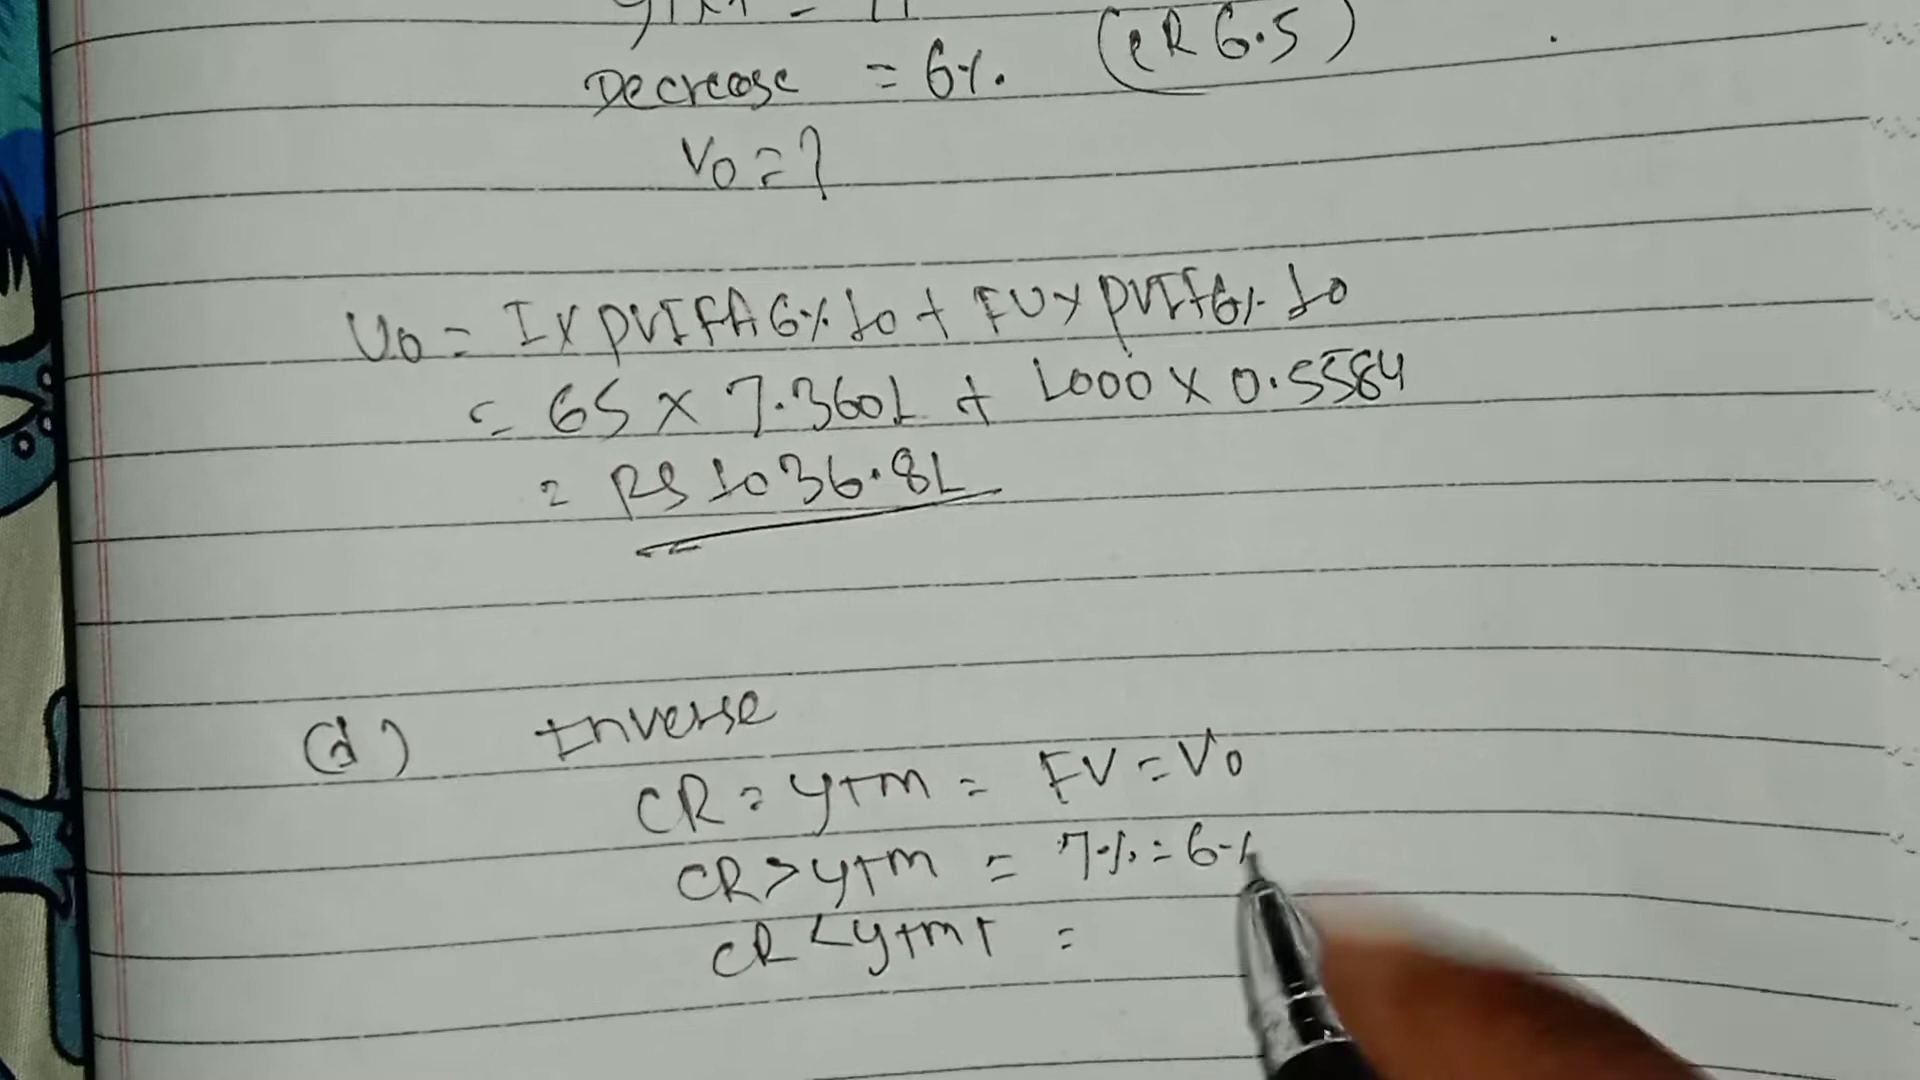 Decrease = 6%. (CR 6.5)
V0 = ?
V0 = I X PVIFA 6% 10 + FV X PVIF 6% 10
= 65 X 7.3601 + 1000 X 0.5584
= RS 1036.81
(d) Inverse
CR = YTM = FV = V0
CR > YTM = 7% = 6%
CR < YTM =